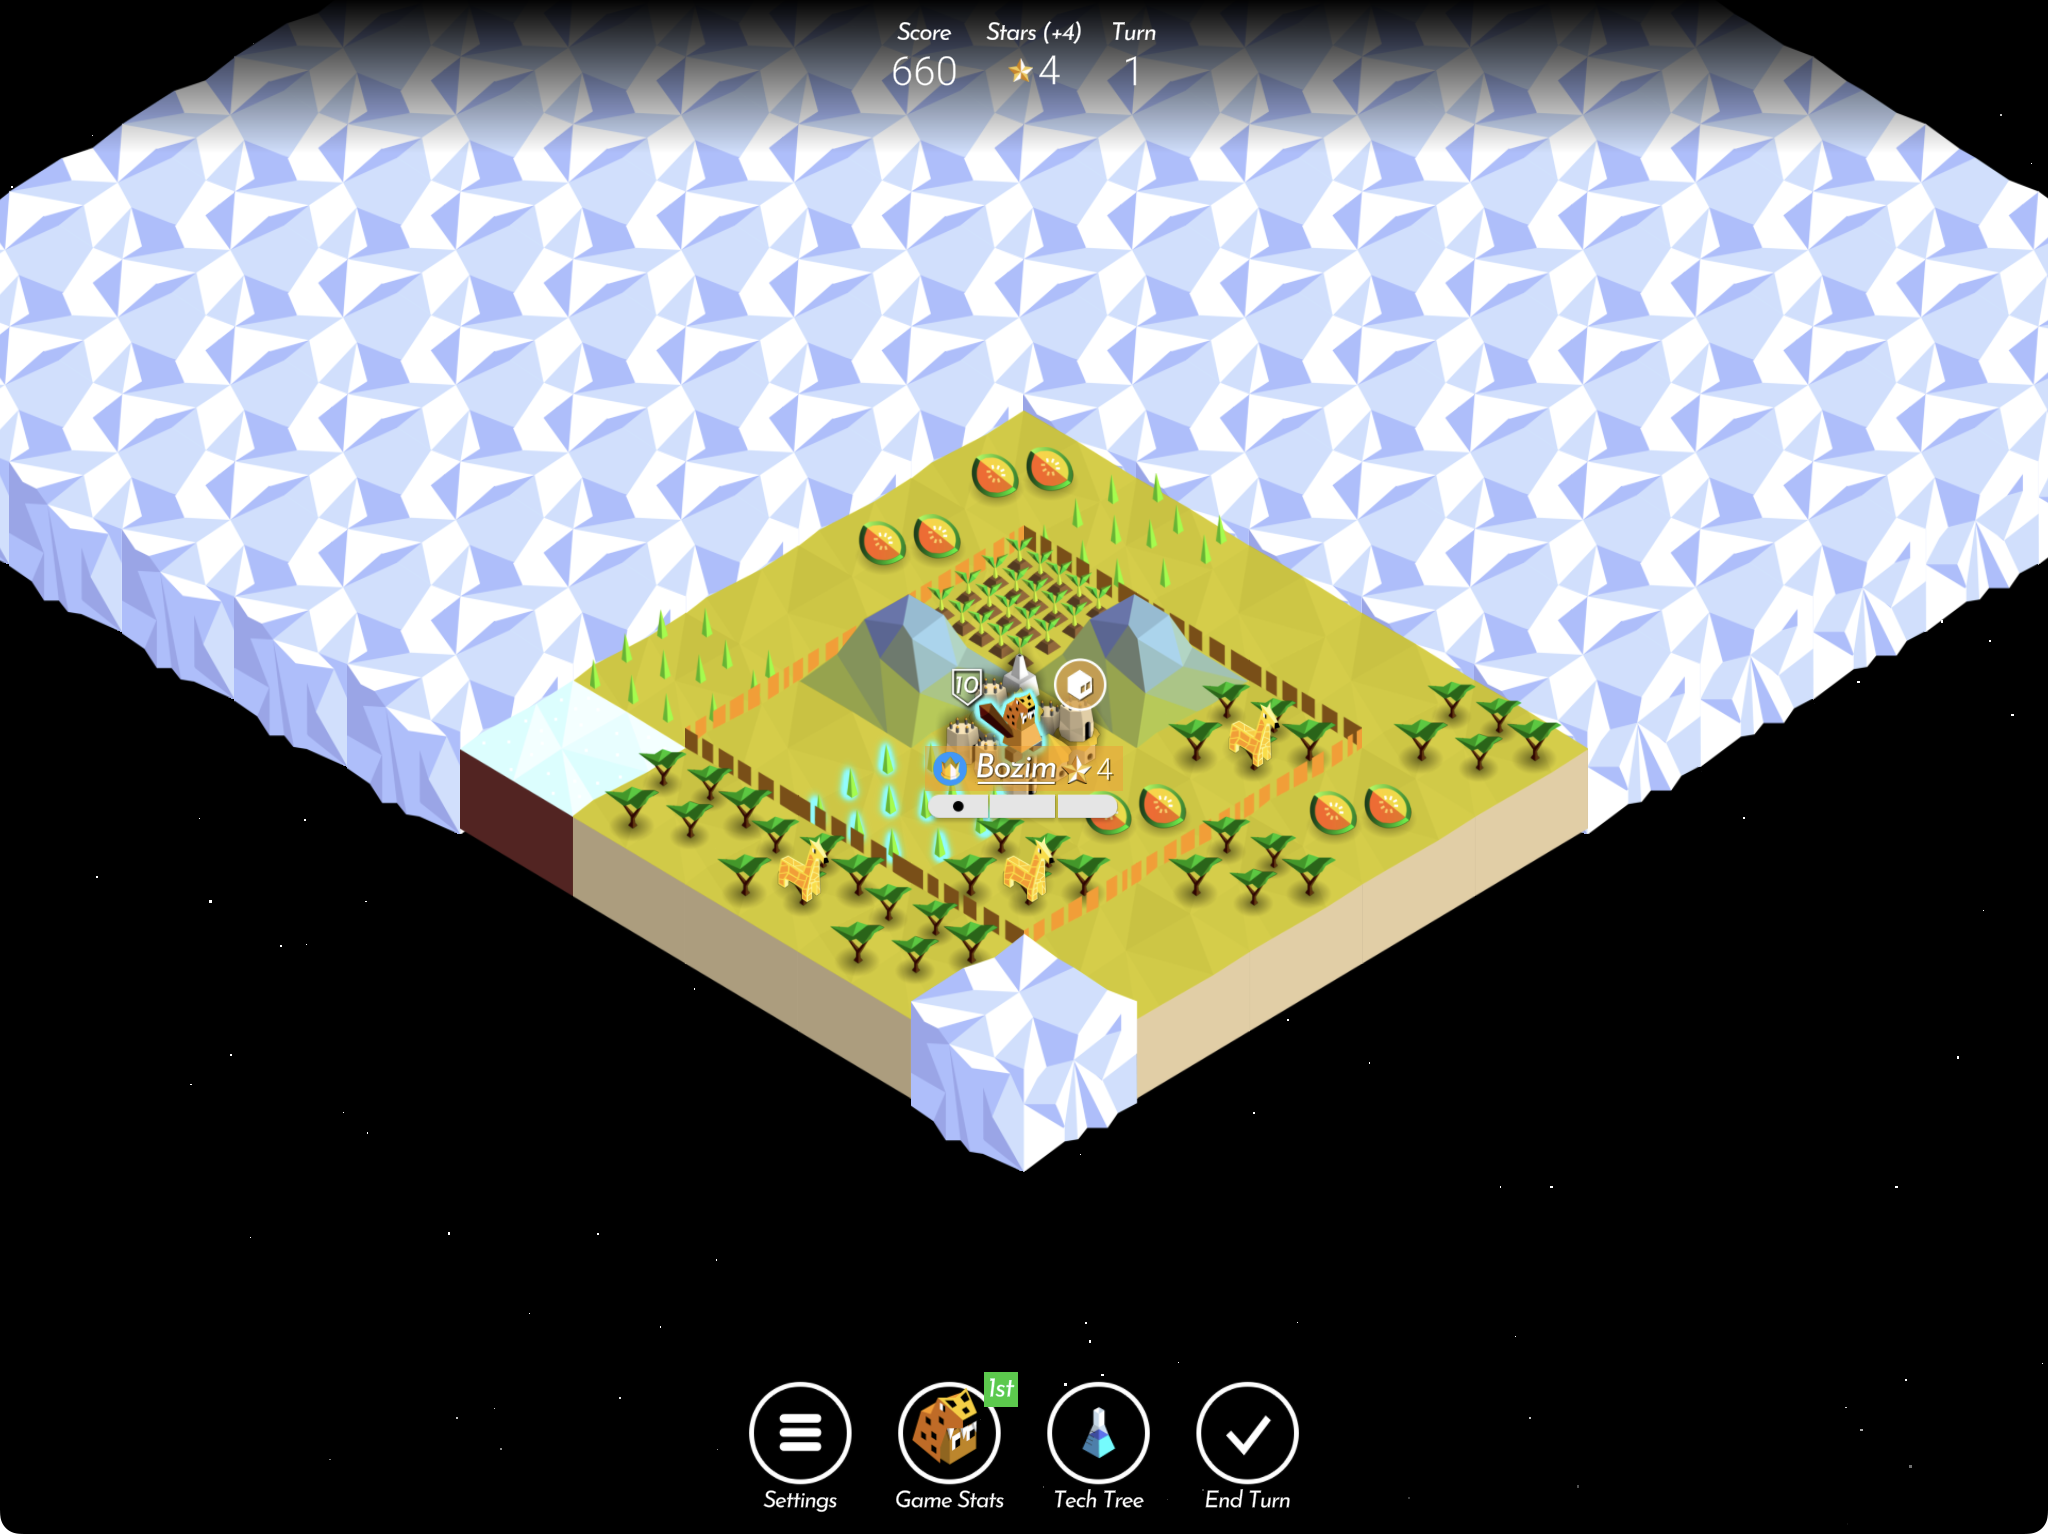 Score Stars (+4) Turn
660 4 1
10
Bozim 4
1st
Settings Game Stats Tech Tree End Turn